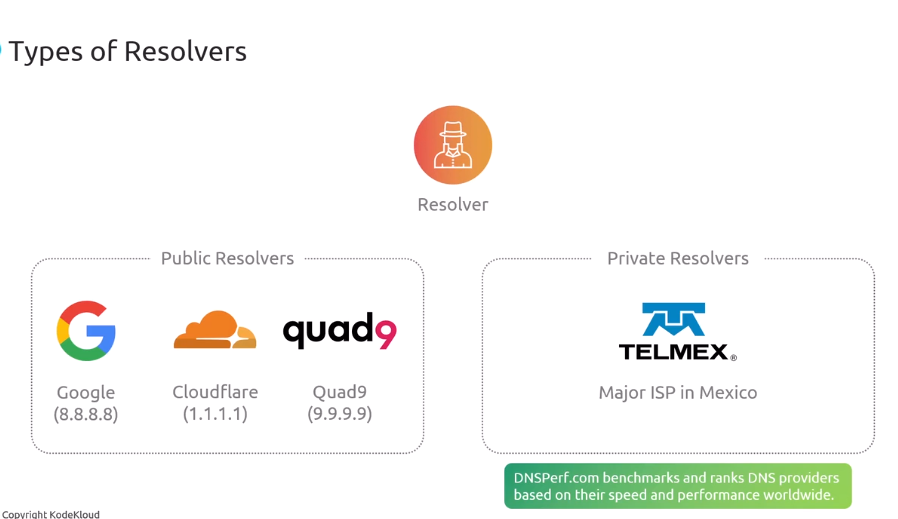 Types of Resolvers
Resolver
Public Resolvers
quad9
Google
(8.8.8.8)
Cloudflare
(1.1.1.1)
Quad9
(9.9.9.9)
Private Resolvers
TELMEX®
Major ISP in Mexico
DNSPerf.com benchmarks and ranks DNS providers
based on their speed and performance worldwide.
Copyright KodeKloud